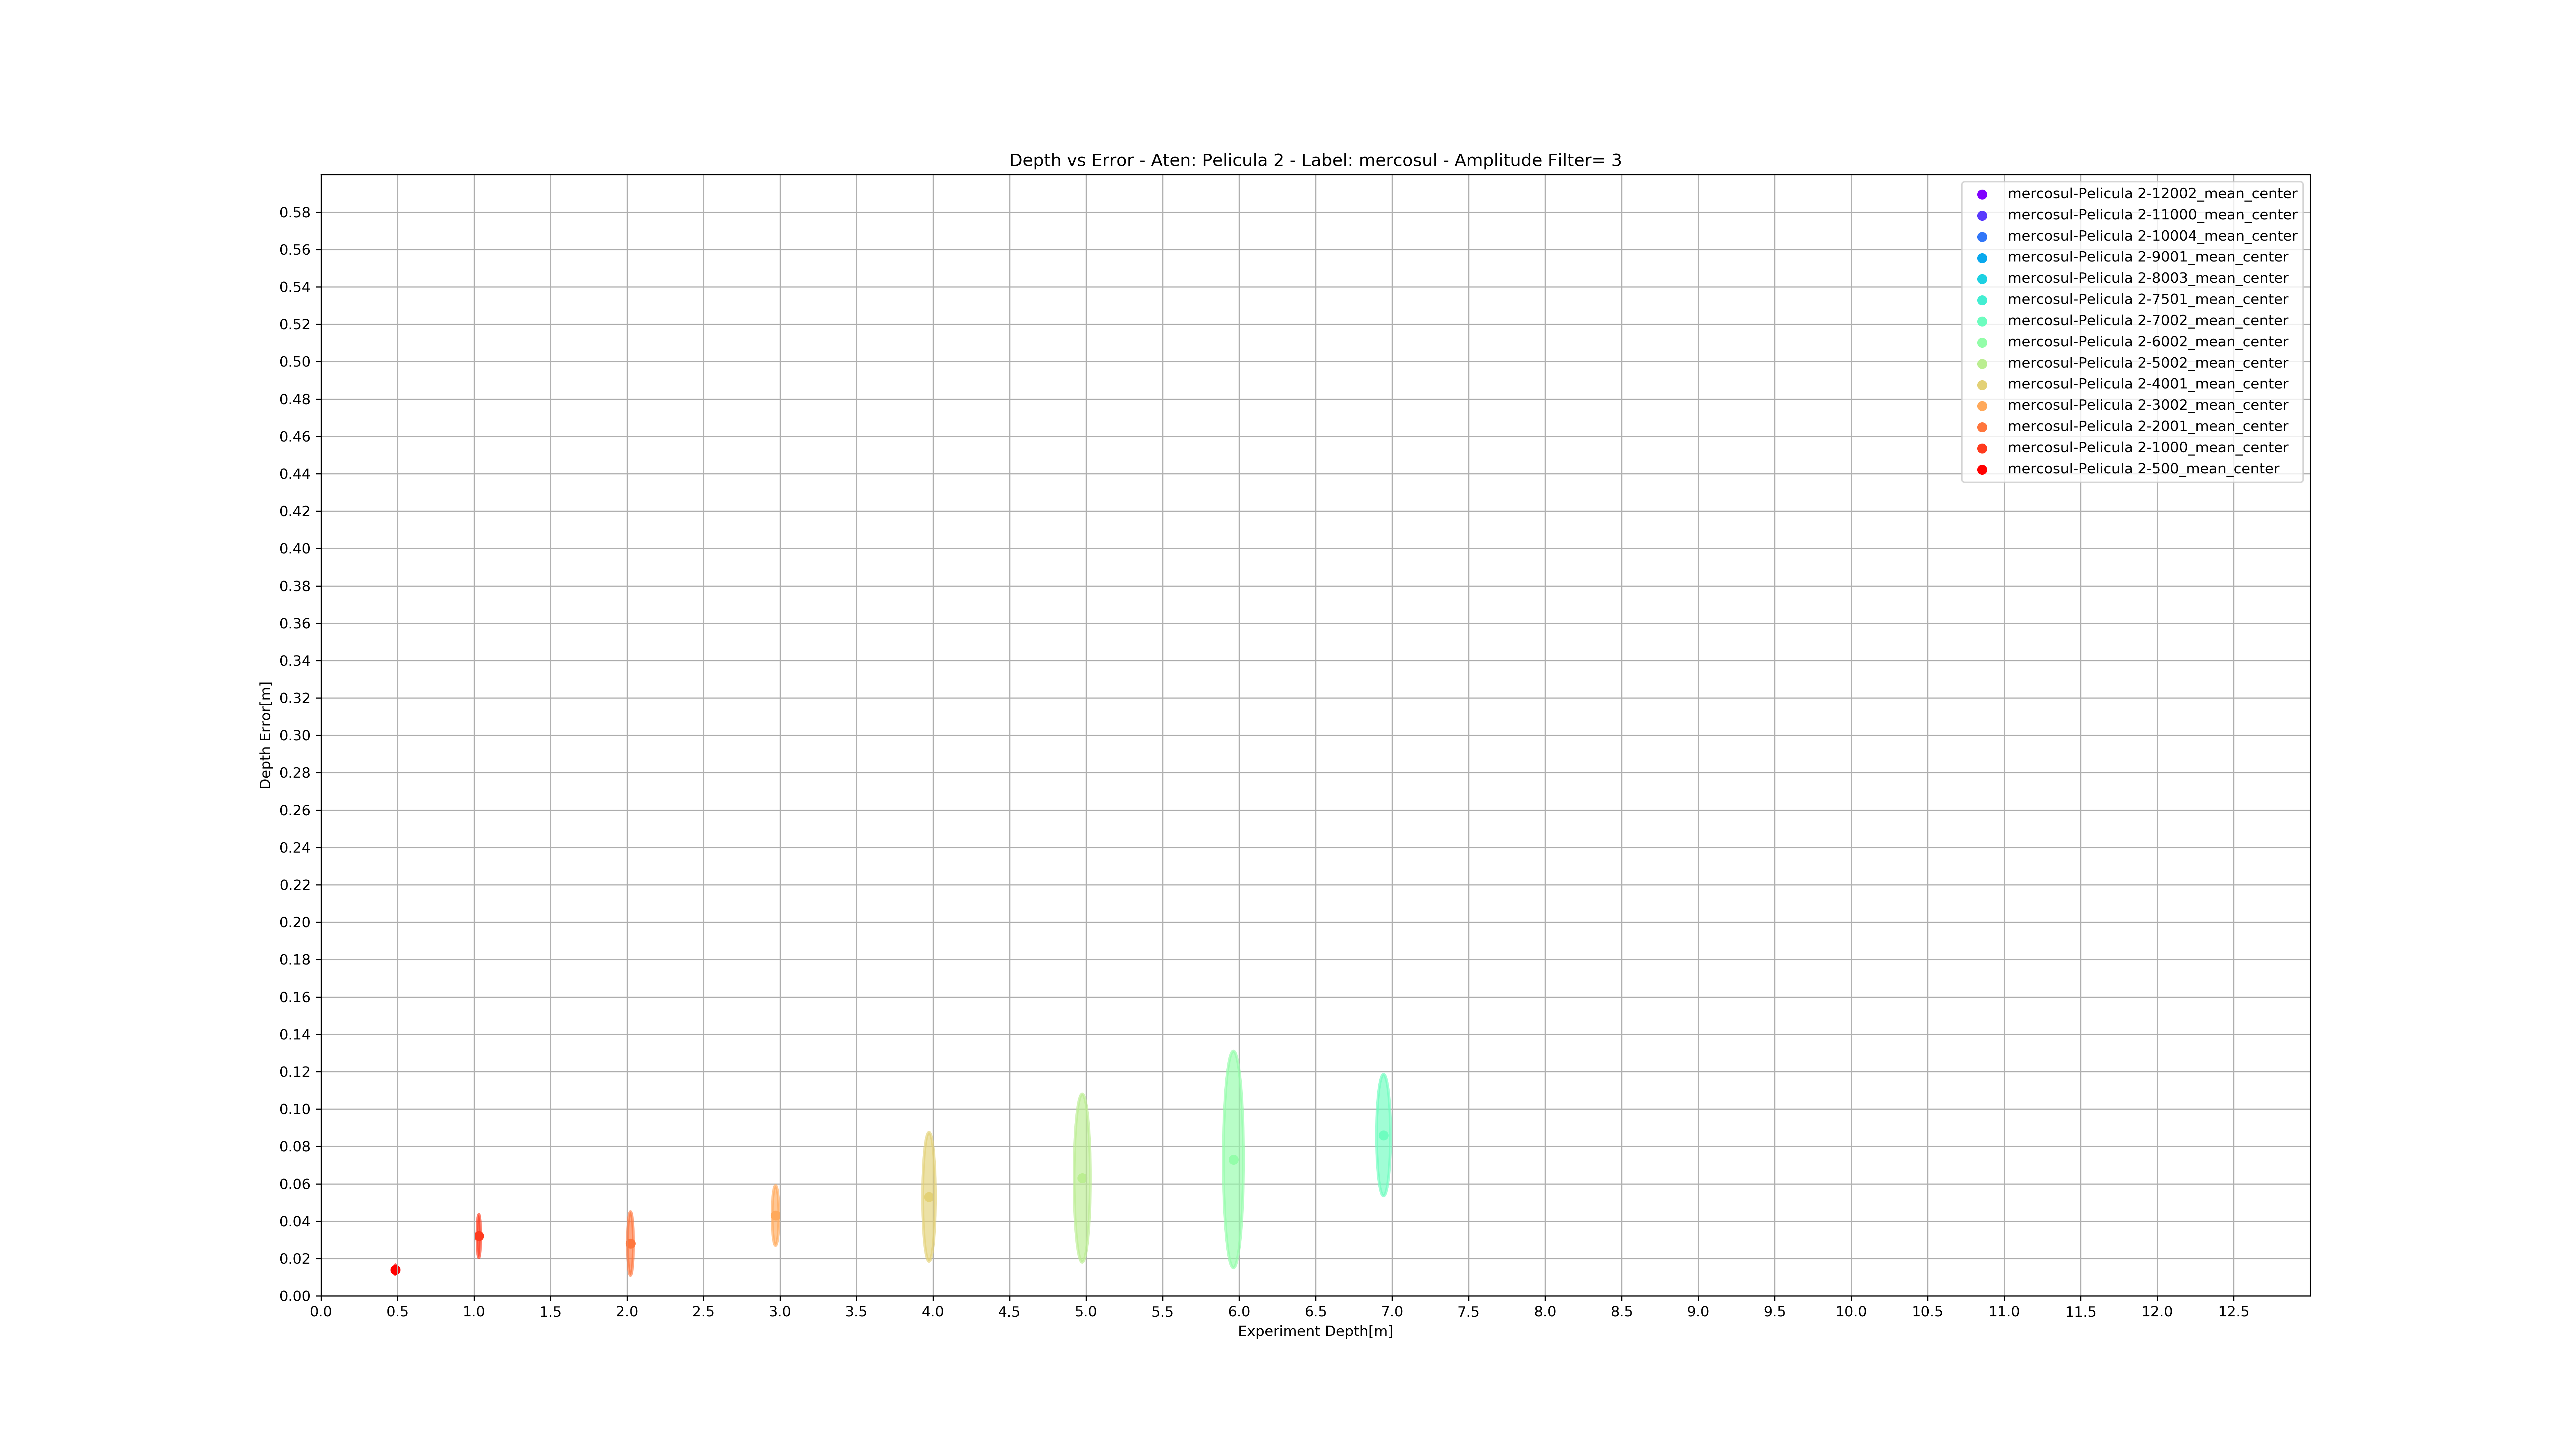 Depth vs Error - Aten: Pelicula 2 - Label: mercosul - Amplitude Filter= 3
mercosul-Pelicula 2-12002_mean_center
mercosul-Pelicula 2-11000_mean_center
mercosul-Pelicula 2-10004_mean_center
mercosul-Pelicula 2-9001_mean_center
mercosul-Pelicula 2-8003_mean_center
mercosul-Pelicula 2-7501_mean_center
mercosul-Pelicula 2-7002_mean_center
mercosul-Pelicula 2-6002_mean_center
mercosul-Pelicula 2-5002_mean_center
mercosul-Pelicula 2-4001_mean_center
mercosul-Pelicula 2-3002_mean_center
mercosul-Pelicula 2-2001_mean_center
mercosul-Pelicula 2-1000_mean_center
mercosul-Pelicula 2-500_mean_center
Depth Error[m]
0.58
0.56
0.54
0.52
0.50
0.48
0.46
0.44
0.42
0.40
0.38
0.36
0.34
0.32
0.30
0.28
0.26
0.24
0.22
0.20
0.18
0.16
0.14
0.12
0.10
0.08
0.06
0.04
0.02
0.00
0.0 0.5 1.0 1.5 2.0 2.5 3.0 3.5 4.0 4.5 5.0 5.5 6.0 6.5 7.0 7.5 8.0 8.5 9.0 9.5 10.0 10.5 11.0 11.5 12.0 12.5
Experiment Depth[m]